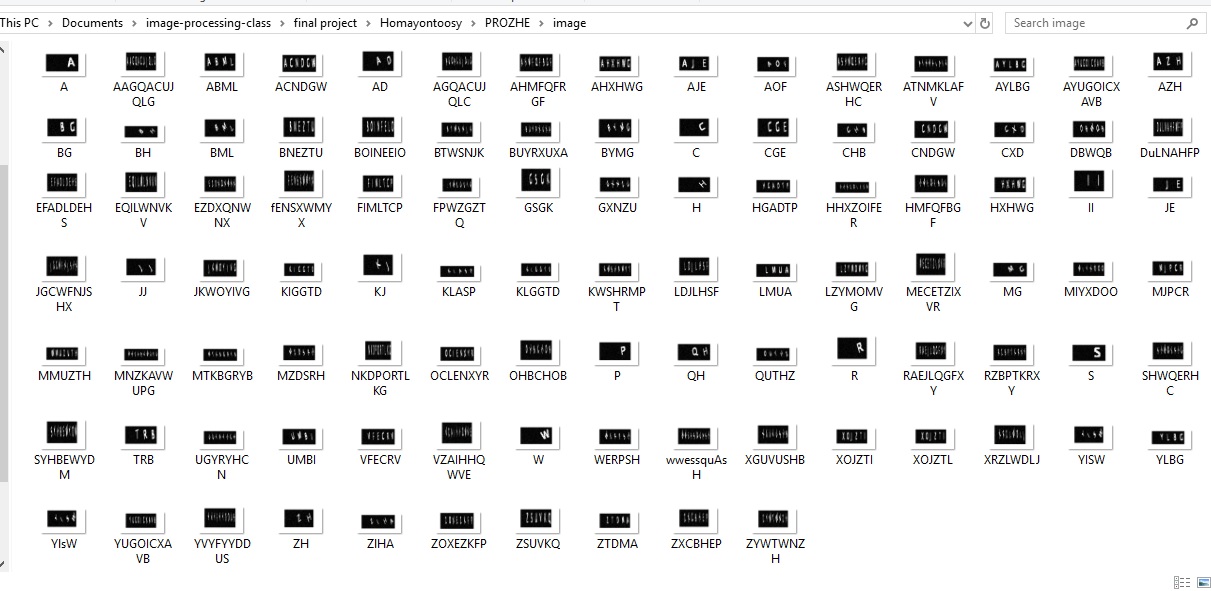 This PC > Documents > image-processing-class > final project > Homayontoosy > PROZHE > image
Search image
A AAGQACUJQLG ABML ACNDGW AD AGQACUJQLC AHMFQFRGF AHXHWG AJE AOF ASHWQERHC ATNMKLAFV AYLBG AYUGOICXAVB AZH
BG BH BML BNEZTU BOINEEIO BTWSNJK BUYRXUXA BYMG C CGE CHB CNDGW CXD DBWQB DuLNAHFP
EFADLDEHS EQILWNVKV EZDXQNWNX fENSXWMYX FIMLTCP FPWZGZTQ GSGK GXNZU H HGADTP HHXZOIFER HMFQFBGF HXHWG II JE
JGCWFNJSHX JJ JKWOYIVG KIGGTD KJ KLASP KLGGTD KWSHRMPT LDJLHSF LMUA LZYMOMVG MECETZIXVR MG MIYXDOO MJPCR
MMUZTH MNZKAVWUPG MTKBGRYB MZDSRH NKDPORTLKG OCLENXYR OHBCHOB P QH QUTHZ R RAEJLQGFXY RZBPTKRXY S SHWQERHC
SYHBEWYDM TRB UGYRYHCN UMBI VFECRV VZAIHHQWVE W WERPSH wwessquAsH XGUVUSHB XOJZTI XOJZTL XRZLWDLJ YISW YLBG
YIsW YUGOICXAVB YVYFYYDDUS ZH ZIHA ZOXEZKFP ZSUVKQ ZTDMA ZXCBHEP ZYWTWNZH